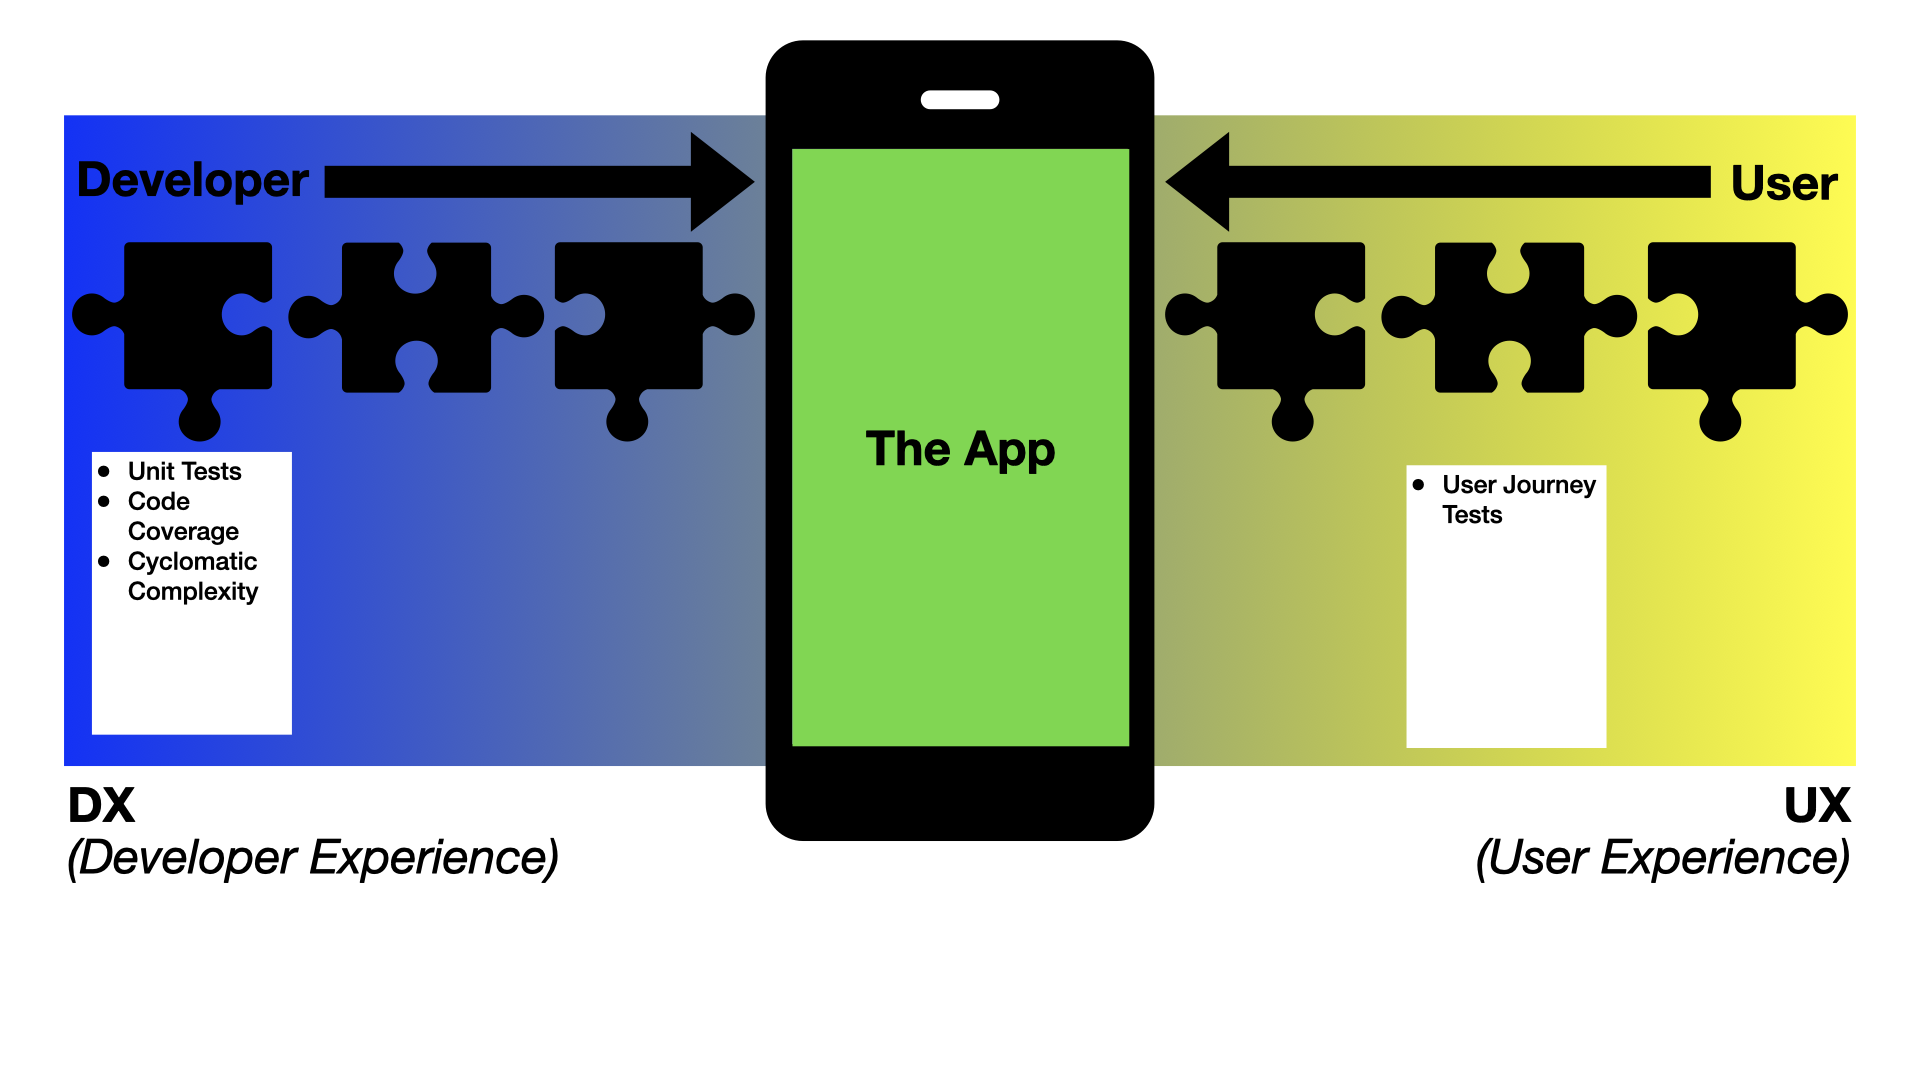 Developer
User
The App
• Unit Tests
• Code
Coverage
• Cyclomatic
Complexity
• User Journey
Tests
DX
(Developer Experience)
UX
(User Experience)